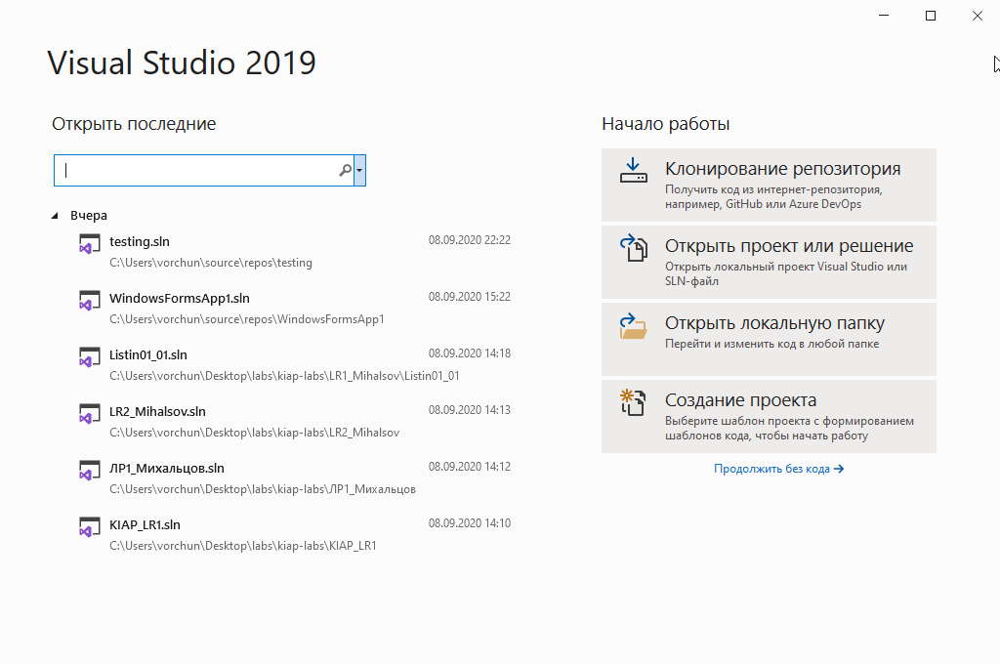 Visual Studio 2019
Открыть последние
Вчера
testing.sln 08.09.2020 22:22
C:\Users\vorchun\source\repos\testing
WindowsFormsApp1.sln 08.09.2020 15:22
C:\Users\vorchun\source\repos\WindowsFormsApp1
Listin01_01.sln 08.09.2020 14:18
C:\Users\vorchun\Desktop\labs\kiap-labs\LR1_Mihalsov\Listin01_01
LR2_Mihalsov.sln 08.09.2020 14:13
C:\Users\vorchun\Desktop\labs\kiap-labs\LR2_Mihalsov
ЛР1_Михальцов.sln 08.09.2020 14:12
C:\Users\vorchun\Desktop\labs\kiap-labs\ЛР1_Михальцов
KIAP_LR1.sln 08.09.2020 14:10
C:\Users\vorchun\Desktop\labs\kiap-labs\KIAP_LR1
Начало работы
Клонирование репозитория
Получить код из интернет-репозитория,
например, GitHub или Azure DevOps
Открыть проект или решение
Открыть локальный проект Visual Studio или
SLN-файл
Открыть локальную папку
Перейти и изменить код в любой папке
Создание проекта
Выберите шаблон проекта с формированием
шаблонов кода, чтобы начать работу
Продолжить без кода →